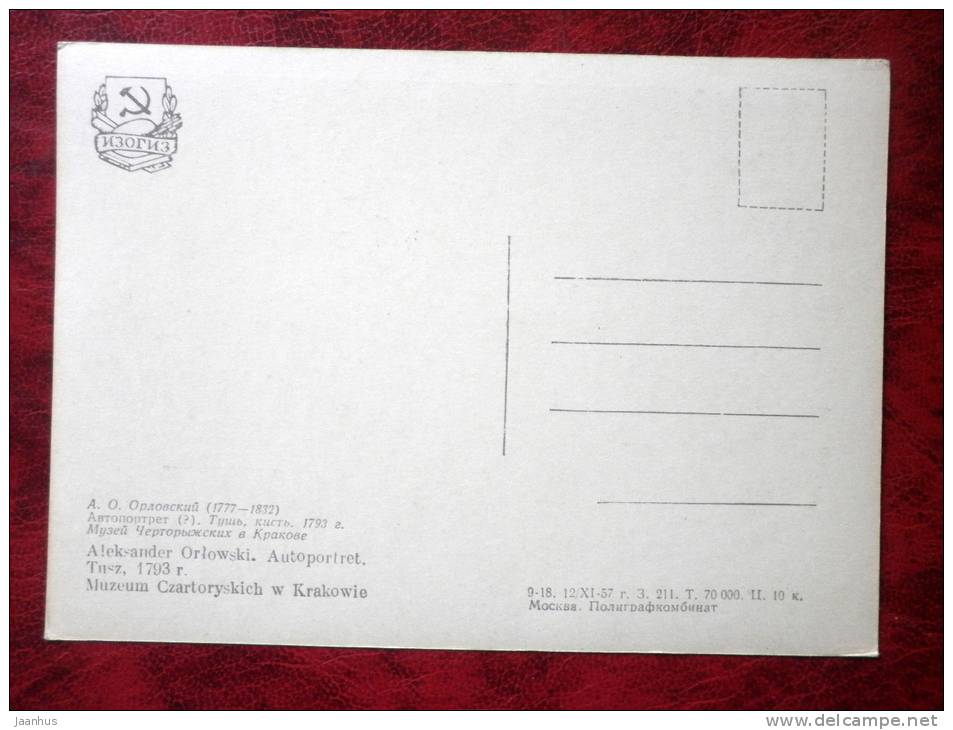 ИЗОГИЗ
А. О. Орловский (1777—1832)
Автопортрет (?). Тушь, кисть. 1793 г.
Музей Черторыжских в Кракове
Aleksander Orłowski. Autoportret.
Tusz, 1793 r.
Muzeum Czartoryskich w Krakowie
9-18. 12/XI-57 г. З. 211. Т. 70 000. Ц. 10 к.
Москва. Полиграфкомбинат
jaanhus
www.delcampe.net